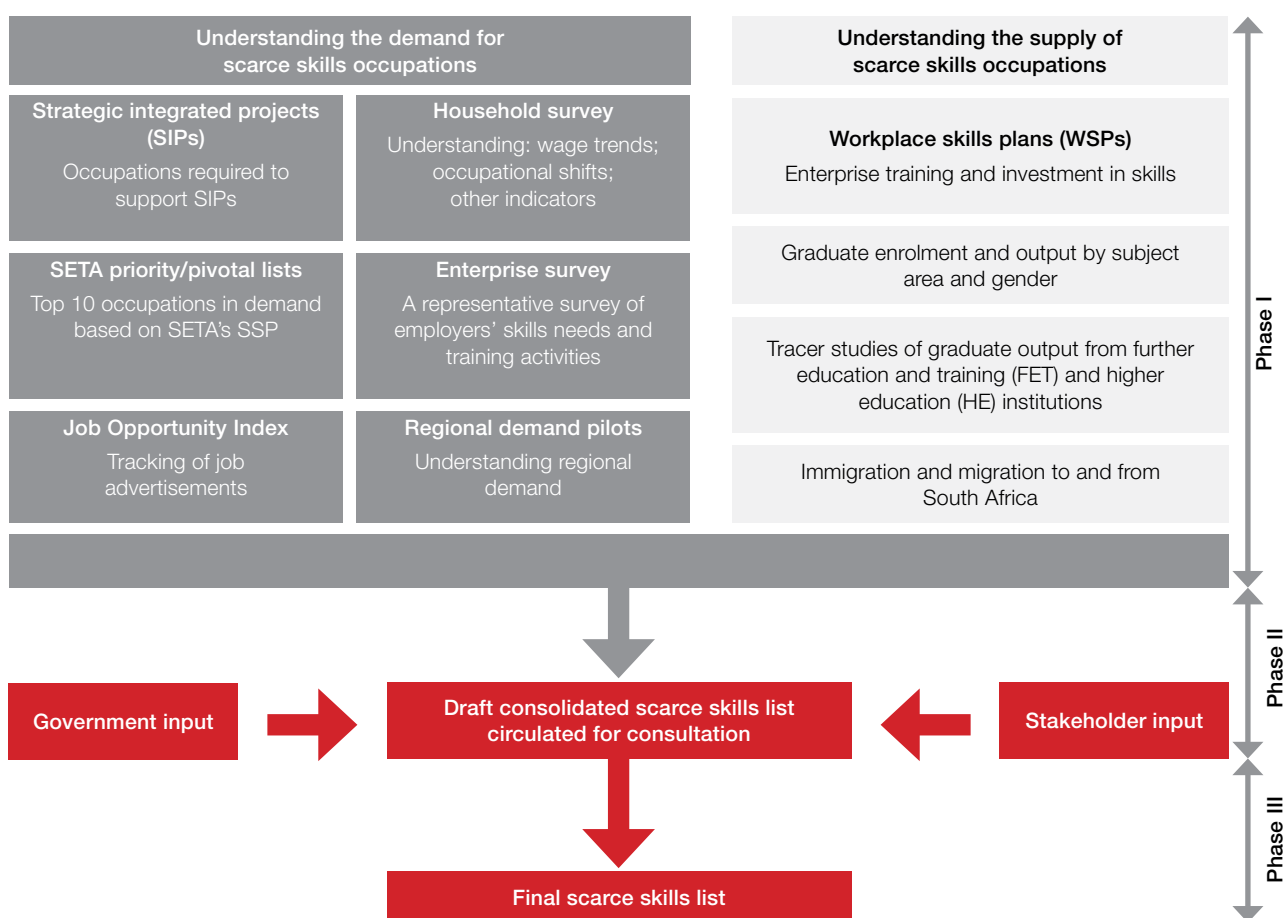 Understanding the demand for
scarce skills occupations
Strategic integrated projects
(SIPs)
Occupations required to
support SIPs
Household survey
Understanding: wage trends;
occupational shifts;
other indicators
SETA priority/pivotal lists
Top 10 occupations in demand
based on SETA’s SSP
Enterprise survey
A representative survey of
employers’ skills needs and
training activities
Job Opportunity Index
Tracking of job
advertisements
Regional demand pilots
Understanding regional
demand
Understanding the supply of
scarce skills occupations
Workplace skills plans (WSPs)
Enterprise training and investment in skills
Graduate enrolment and output by subject
area and gender
Tracer studies of graduate output from further
education and training (FET) and higher
education (HE) institutions
Immigration and migration to and from
South Africa
Phase I
Government input
Draft consolidated scarce skills list
circulated for consultation
Stakeholder input
Phase II
Final scarce skills list
Phase III